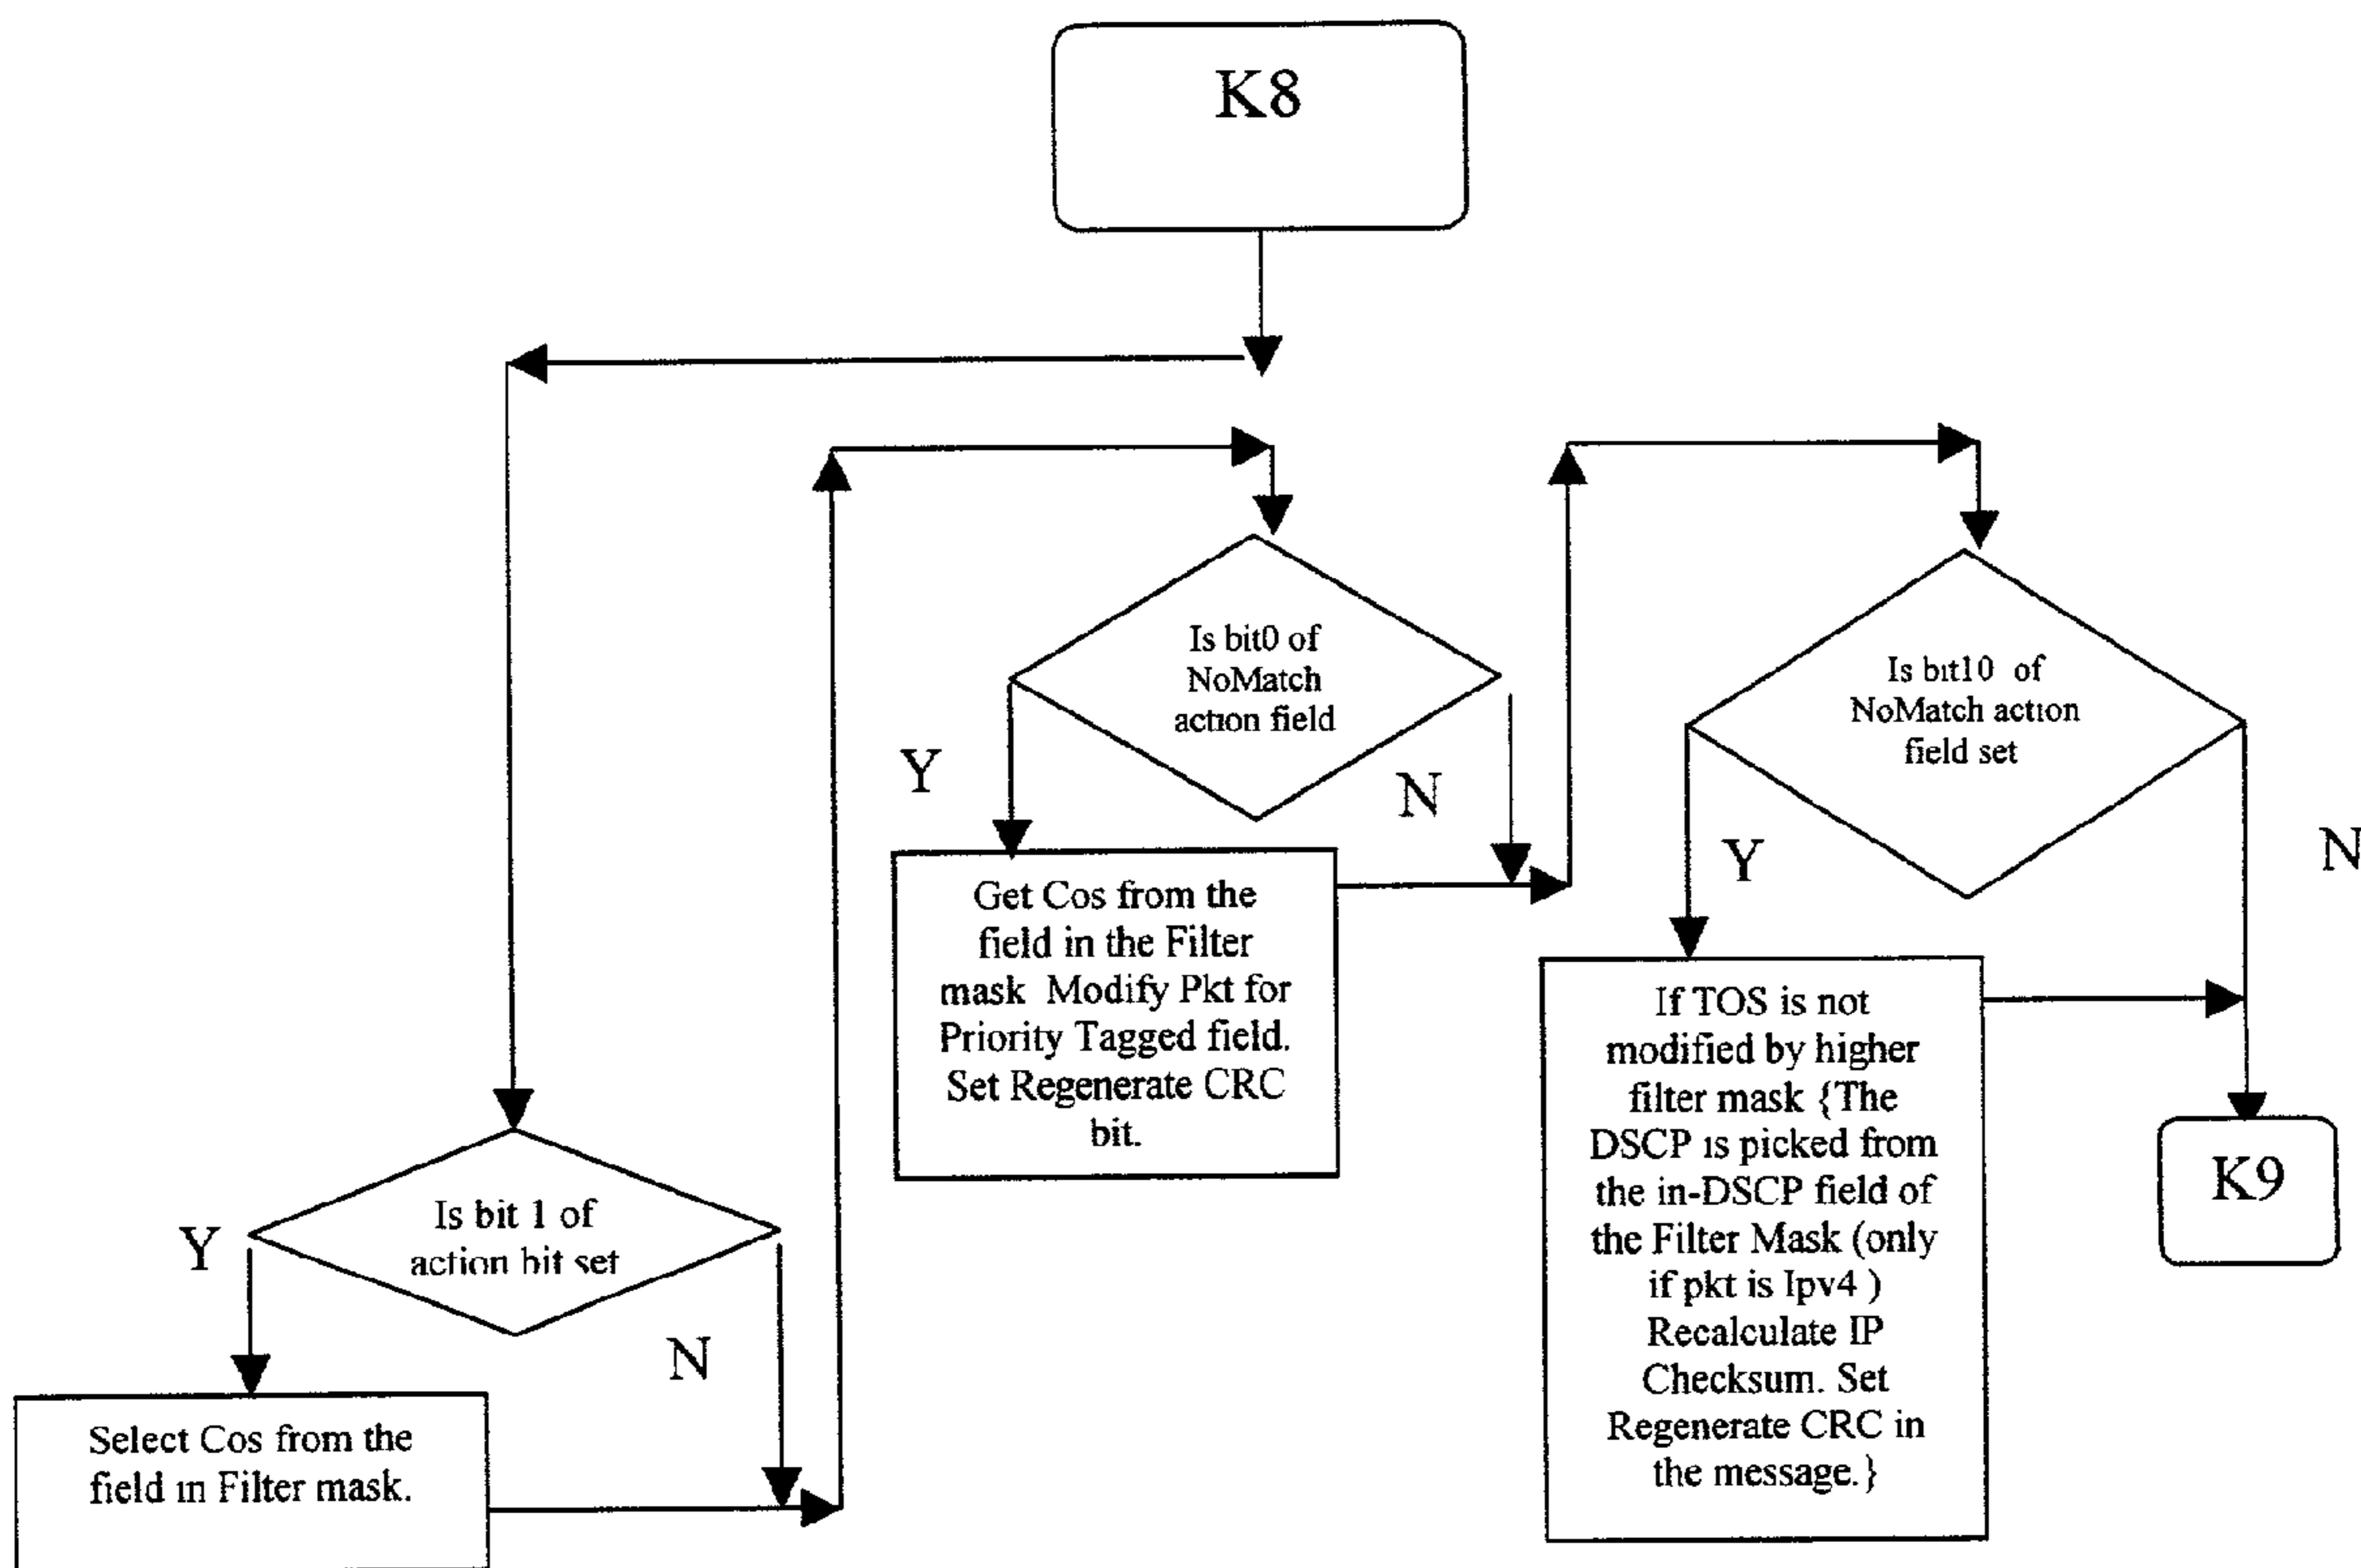 K8
Is bit0 of
NoMatch
action field
Y
N
Get Cos from the
field in the Filter
mask Modify Pkt for
Priority Tagged field.
Set Regenerate CRC
bit.
Is bit10 of
NoMatch action
field set
Y
N
If TOS is not
modified by higher
filter mask {The
DSCP is picked from
the in-DSCP field of
the Filter Mask (only
if pkt is Ipv4 )
Recalculate IP
Checksum. Set
Regenerate CRC in
the message.}
K9
Is bit 1 of
action bit set
Y
N
Select Cos from the
field in Filter mask.